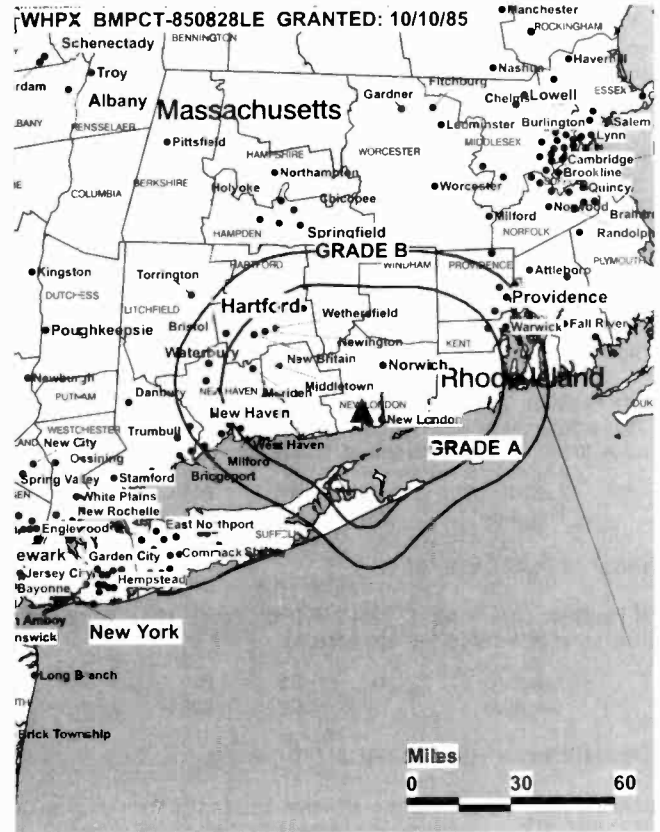 WHPX BMPCT-850828LE GRANTED: 10/10/85
Manchester
ROCKINGHAM
Schenectady
BENNINGTON
Troy
Nashua
Haverhill
Fitchburg
Gardner
Chelmsford
Lowell
ESSEX
Albany
Massachusetts
RENSSELAER
Leominster
Burlington
Salem
Lynn
MIDDLESEX
Pittsfield
HAMPSHIRE
WORCESTER
Cambridge
Northampton
Brookline
BERKSHIRE
COLUMBIA
Holyoke
Chicopee
Worcester
Quincy
Norwood
Milford
HAMPDEN
Springfield
NORFOLK
Randolph
GRADE B
Kingston
HARTFORD
WINDHAM
PROVIDENCE
PLYMOUTH
Torrington
Attleboro
DUTCHESS
LITCHFIELD
Hartford
Wethersfield
Providence
Poughkeepsie
Bristol
Warwick
Fall River
Newington
KENT
Waterbury
New Britain
Norwich
Rhode Island
Newburgh
Danbury
NEW HAVEN
Meriden
Middletown
PUTNAM
New Haven
NEW LONDON
New London
WESTCHESTER
Trumbull
New City
West Haven
GRADE A
Ossining
Milford
Spring Valley
Stamford
Bridgeport
White Plains
New Rochelle
Englewood
East Northport
SUFFOLK
ewark
Garden City
Commack
Jersey City
Hempstead
Bayonne
Amboy
nswick
New York
Long Branch
Brick Township
Miles
0 30 60